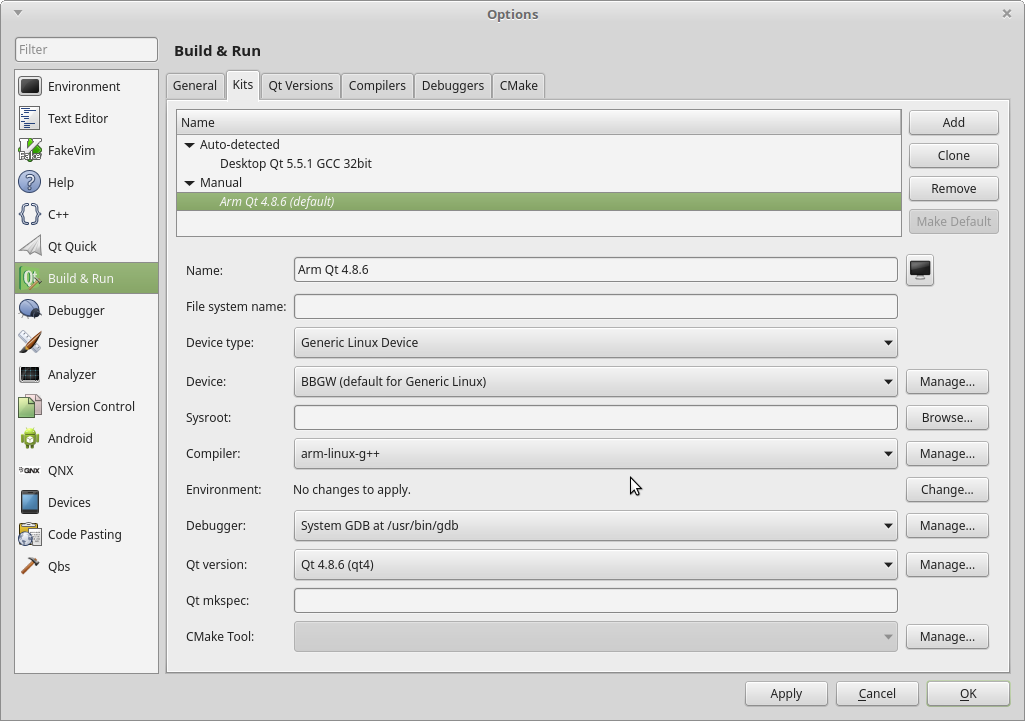 Options
Filter
Build & Run
Environment
Text Editor
FakeVim
Help
C++
Qt Quick
Build & Run
Debugger
Designer
Analyzer
Version Control
Android
QNX
Devices
Code Pasting
Qbs
General Kits Qt Versions Compilers Debuggers CMake
Name
Auto-detected
Desktop Qt 5.5.1 GCC 32bit
Manual
Arm Qt 4.8.6 (default)
Add
Clone
Remove
Make Default
Name: Arm Qt 4.8.6
File system name:
Device type: Generic Linux Device
Device: BBGW (default for Generic Linux) Manage...
Sysroot: Browse...
Compiler: arm-linux-g++ Manage...
Environment: No changes to apply. Change...
Debugger: System GDB at /usr/bin/gdb Manage...
Qt version: Qt 4.8.6 (qt4) Manage...
Qt mkspec:
CMake Tool: Manage...
Apply Cancel OK